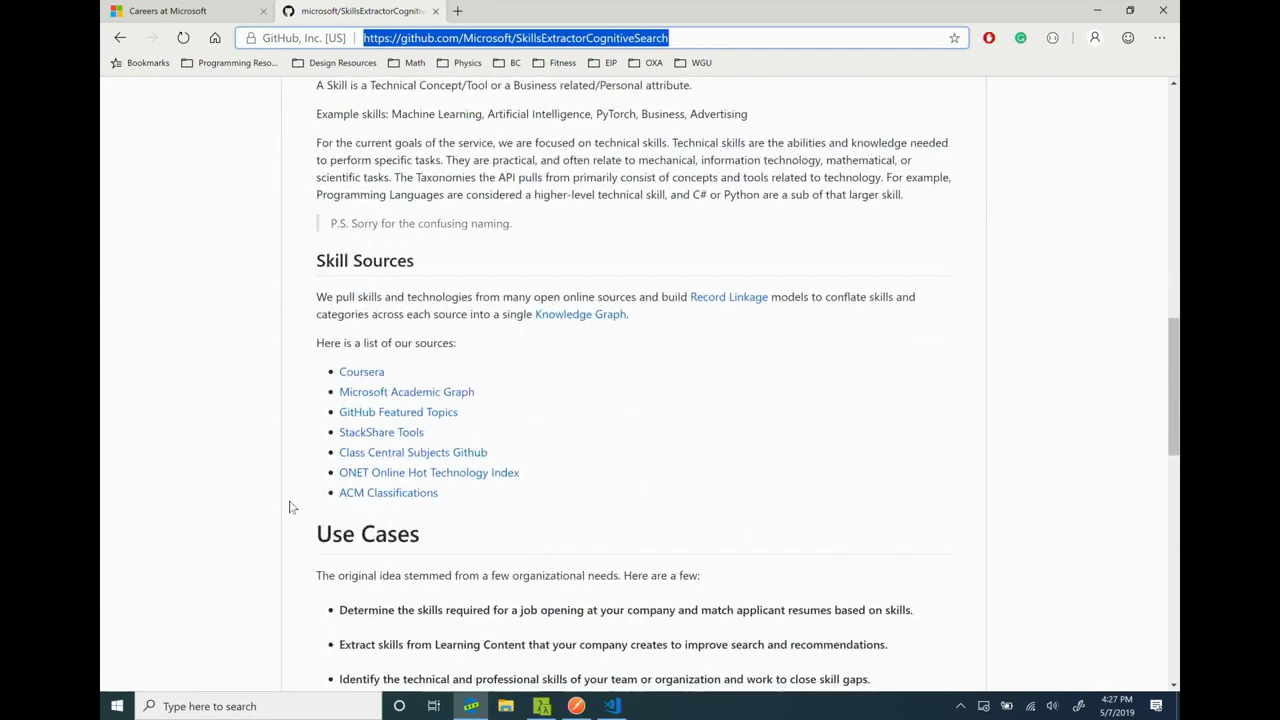 Careers at Microsoft
microsoft/SkillsExtractorCogniti
GitHub, Inc. [US]
https://github.com/Microsoft/SkillsExtractorCognitiveSearch
Bookmarks
Programming Reso...
Design Resources
Math
Physics
BC
Fitness
EIP
OXA
WGU
A Skill is a Technical Concept/Tool or a Business related/Personal attribute.
Example skills: Machine Learning, Artificial Intelligence, PyTorch, Business, Advertising
For the current goals of the service, we are focused on technical skills. Technical skills are the abilities and knowledge needed
to perform specific tasks. They are practical, and often relate to mechanical, information technology, mathematical, or
scientific tasks. The Taxonomies the API pulls from primarily consist of concepts and tools related to technology. For example,
Programming Languages are considered a higher-level technical skill, and C# or Python are a sub of that larger skill.
P.S. Sorry for the confusing naming.
Skill Sources
We pull skills and technologies from many open online sources and build Record Linkage models to conflate skills and
categories across each source into a single Knowledge Graph.
Here is a list of our sources:
Coursera
Microsoft Academic Graph
GitHub Featured Topics
StackShare Tools
Class Central Subjects Github
ONET Online Hot Technology Index
ACM Classifications
Use Cases
The original idea stemmed from a few organizational needs. Here are a few:
Determine the skills required for a job opening at your company and match applicant resumes based on skills.
Extract skills from Learning Content that your company creates to improve search and recommendations.
Identify the technical and professional skills of your team or organization and work to close skill gaps.
Type here to search
4:27 PM
5/7/2019